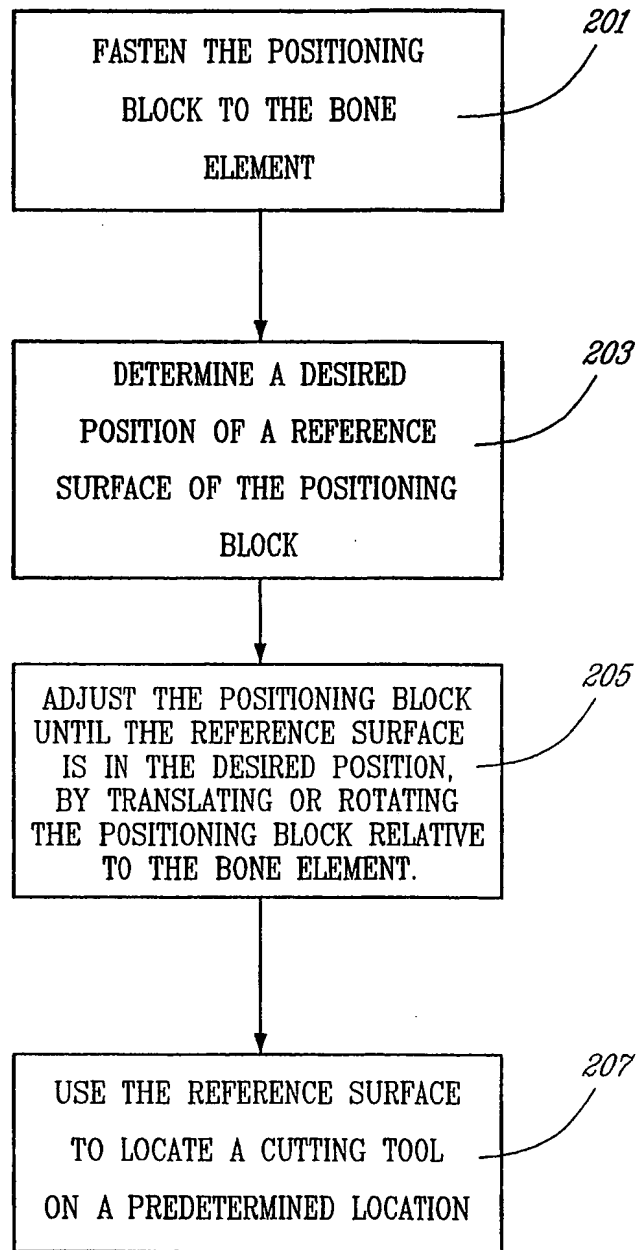 FASTEN THE POSITIONING
BLOCK TO THE BONE
ELEMENT
201
DETERMINE A DESIRED
POSITION OF A REFERENCE
SURFACE OF THE POSITIONING
BLOCK
203
ADJUST THE POSITIONING BLOCK
UNTIL THE REFERENCE SURFACE
IS IN THE DESIRED POSITION,
BY TRANSLATING OR ROTATING
THE POSITIONING BLOCK RELATIVE
TO THE BONE ELEMENT.
205
USE THE REFERENCE SURFACE
TO LOCATE A CUTTING TOOL
ON A PREDETERMINED LOCATION
207